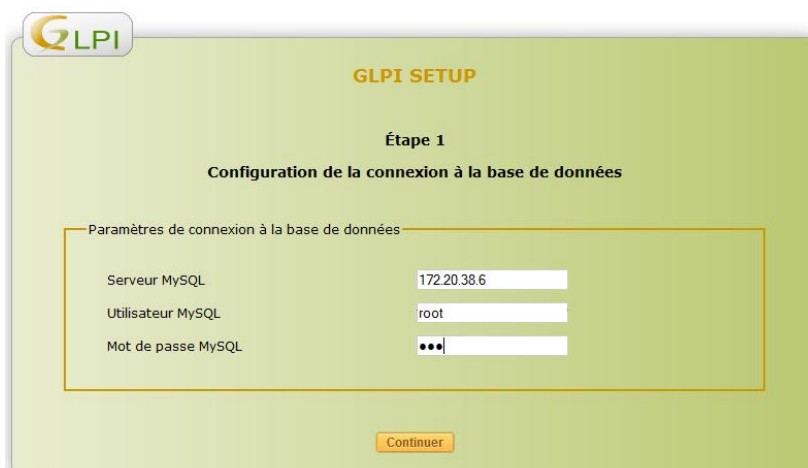 GLPI
GLPI SETUP
Étape 1
Configuration de la connexion à la base de données
Paramètres de connexion à la base de données
Serveur MySQL 172.20.38.6
Utilisateur MySQL root
Mot de passe MySQL •••
Continuer